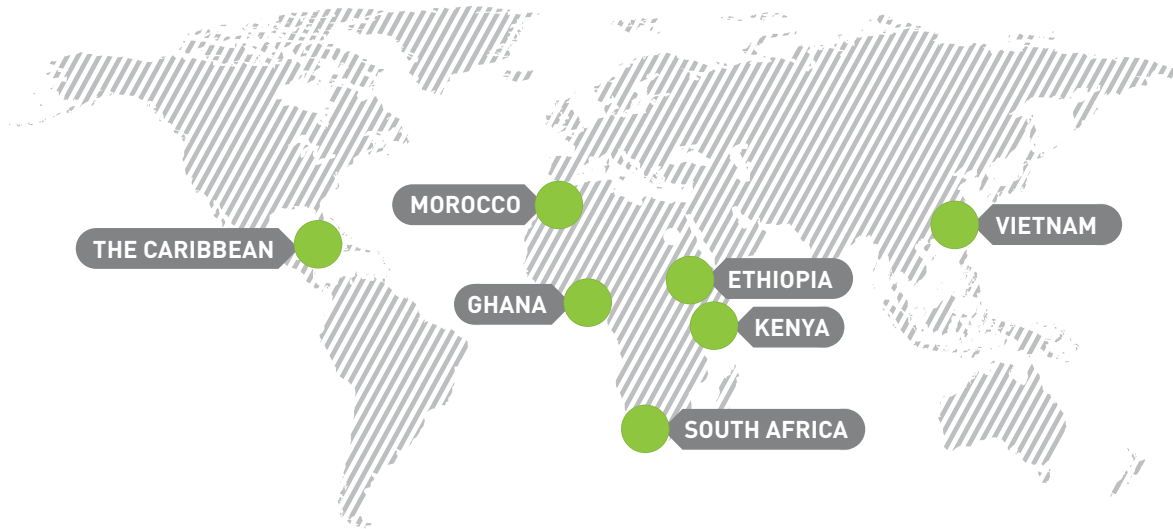 MOROCCO
VIETNAM
THE CARIBBEAN
ETHIOPIA
GHANA
KENYA
SOUTH AFRICA